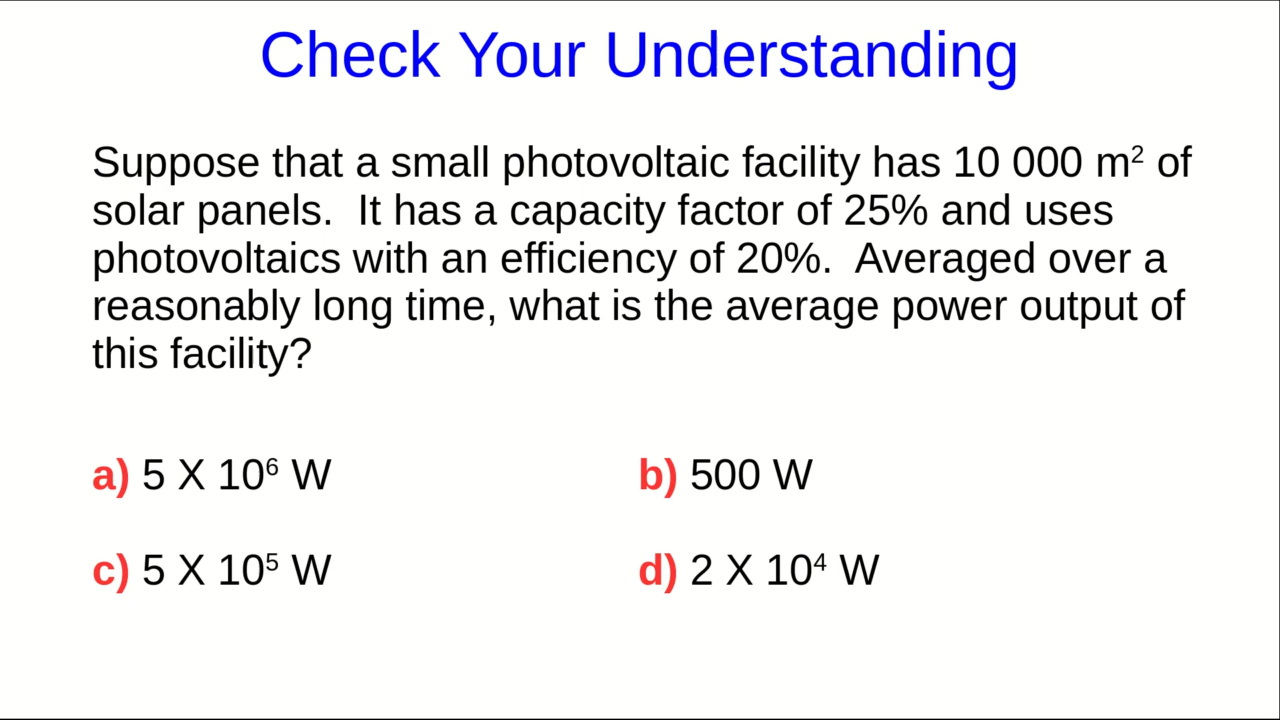 Check Your Understanding
Suppose that a small photovoltaic facility has 10 000 m² of
solar panels.  It has a capacity factor of 25% and uses
photovoltaics with an efficiency of 20%.  Averaged over a
reasonably long time, what is the average power output of
this facility?
a) 5 X 10⁶ W
b) 500 W
c) 5 X 10⁵ W
d) 2 X 10⁴ W